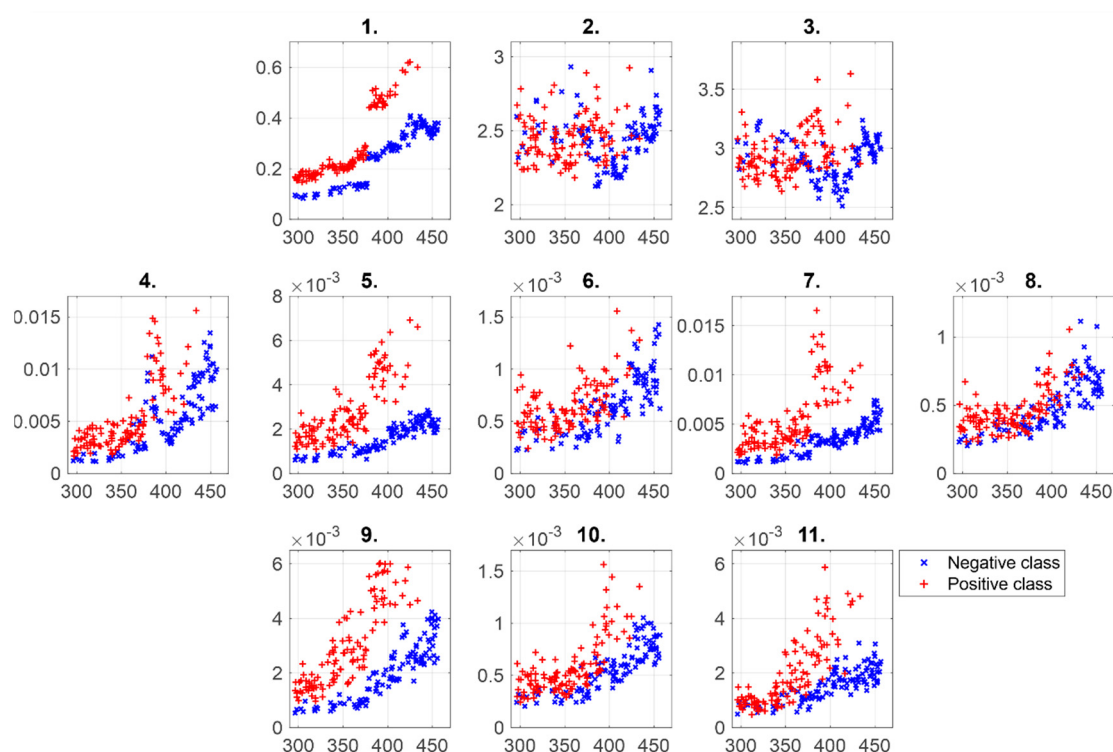 1. 2. 3.
0.6 3 3.5
0.4 2.5 3
0.2
0 2 2.5
300 350 400 450 300 350 400 450 300 350 400 450
4. 5. 6. 7. 8.
×10⁻³ ×10⁻³ ×10⁻³
0.015 8 1.5 0.015 1
0.01 6 1 0.01
0.005 4 0.5 0.005 0.5
2
0 0 0 0 0
300 350 400 450 300 350 400 450 300 350 400 450 300 350 400 450 300 350 400 450
9. 10. 11.
×10⁻³ ×10⁻³ ×10⁻³
6 1.5 6
4 1 4
2 0.5 2
0 0 0
300 350 400 450 300 350 400 450 300 350 400 450
Negative class
Positive class